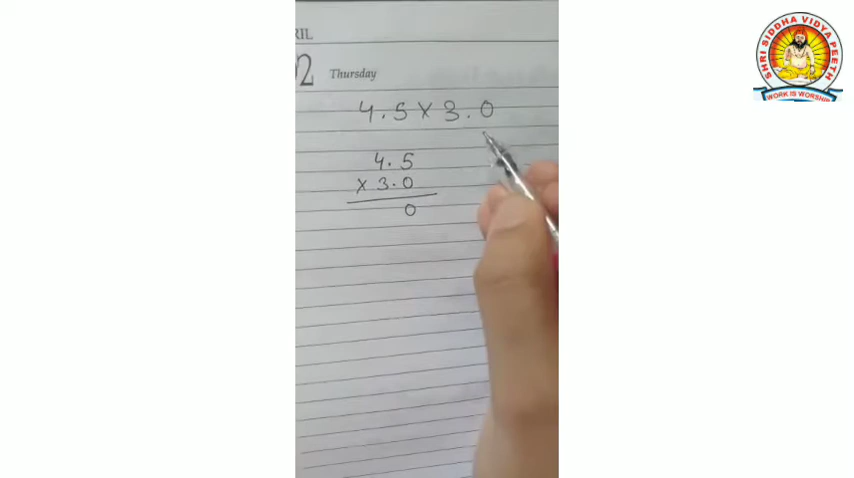 RIL
Thursday
4.5 x 3.0
4.5
x 3.0
0
SHRI SIDDHA VIDYA PEETH
WORK IS WORSHIP